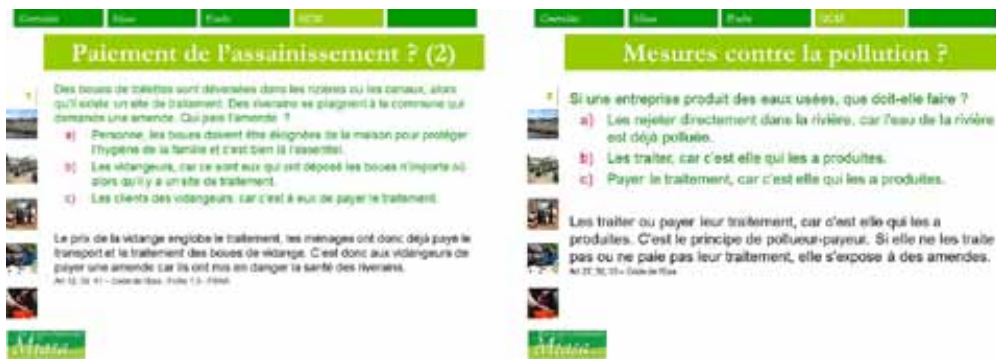 QCM
Paiement de l'assainissement ? (2)
Des boues de toilettes sont déversées dans les rizières ou les canaux, alors
qu'il existe un site de traitement. Des riverains se plaignent à la commune qui
demande une amende. Qui paie l'amende ?
a) Personne, les boues doivent être éloignées de la maison pour protéger
l'hygiène de la famille et c'est bien là l'essentiel.
b) Les vidangeurs, car ce sont eux qui ont déposé les boues n'importe où
alors qu'il y a un site de traitement.
c) Les clients des vidangeurs, car c'est à eux de payer le traitement.
Le prix de la vidange englobe le traitement, les ménages ont donc déjà payé le
transport et le traitement des boues de vidange. C'est donc aux vidangeurs de
payer une amende car ils ont mis en danger la santé des riverains.
QCM
Mesures contre la pollution ?
Si une entreprise produit des eaux usées, que doit-elle faire ?
a) Les rejeter directement dans la rivière, car l'eau de la rivière
est déjà polluée.
b) Les traiter, car c'est elle qui les a produites.
c) Payer le traitement, car c'est elle qui les a produites.
Les traiter ou payer leur traitement, car c'est elle qui les a
produites. C'est le principe de pollueur-payeur. Si elle ne les traite
pas ou ne paie pas leur traitement, elle s'expose à des amendes.